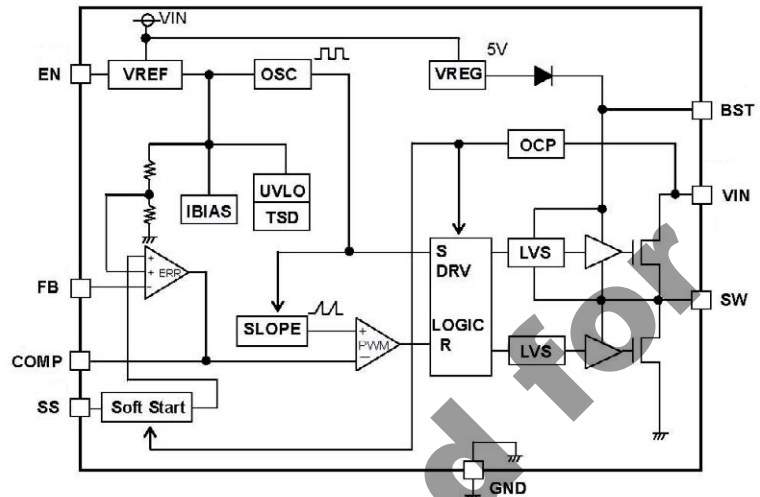 VIN
EN
VREF
OSC
5V
VREG
BST
OCP
VIN
IBIAS
UVLO
TSD
+
+
-
ERR
FB
S
DRV
LVS
SW
SLOPE
+
-
PWM
LOGIC
R
LVS
COMP
SS
Soft Start
GND
d for